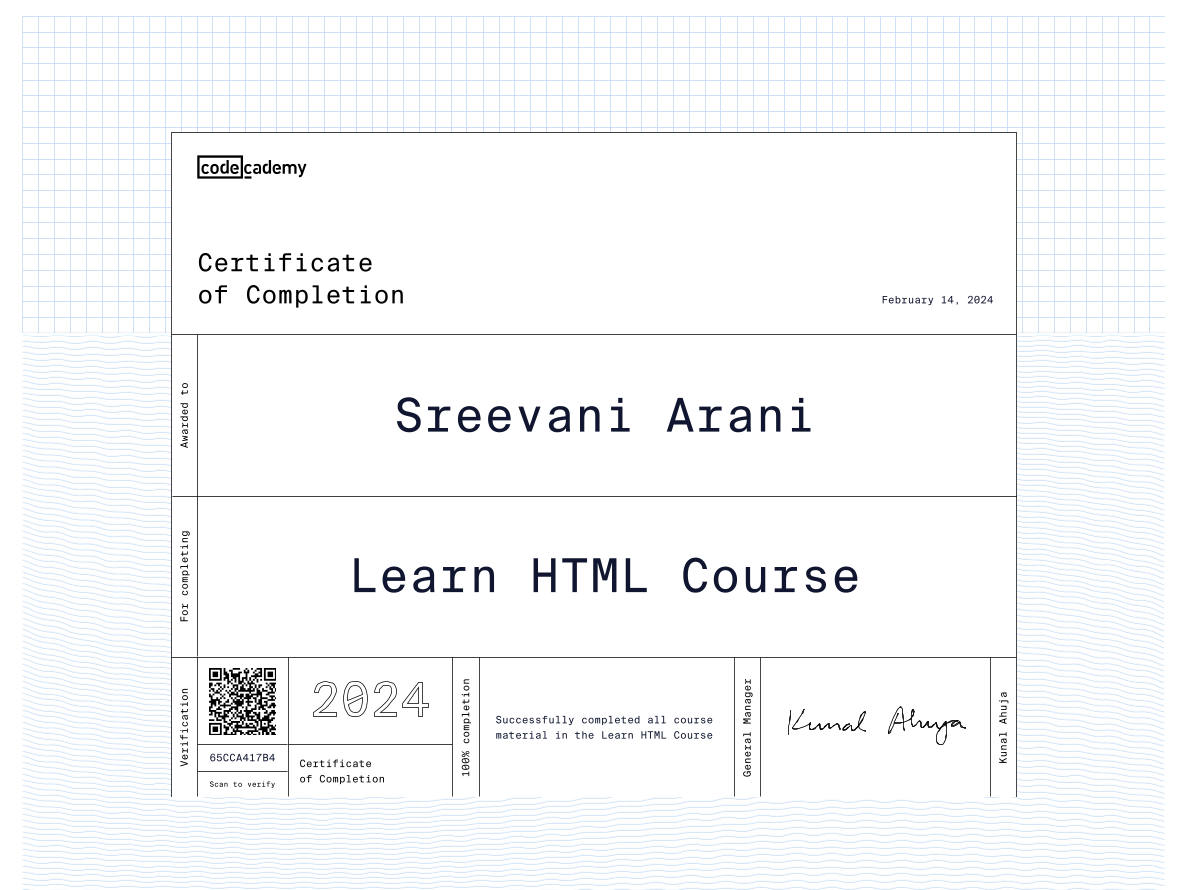 codecademy
Certificate
of Completion
February 14, 2024
Awarded to
Sreevani Arani
For completing
Learn HTML Course
Verification
65CCA417B4
Scan to verify
2024
Certificate
of Completion
100% completion
Successfully completed all course
material in the Learn HTML Course
General Manager
Kunal Ahuja
Kunal Ahuja